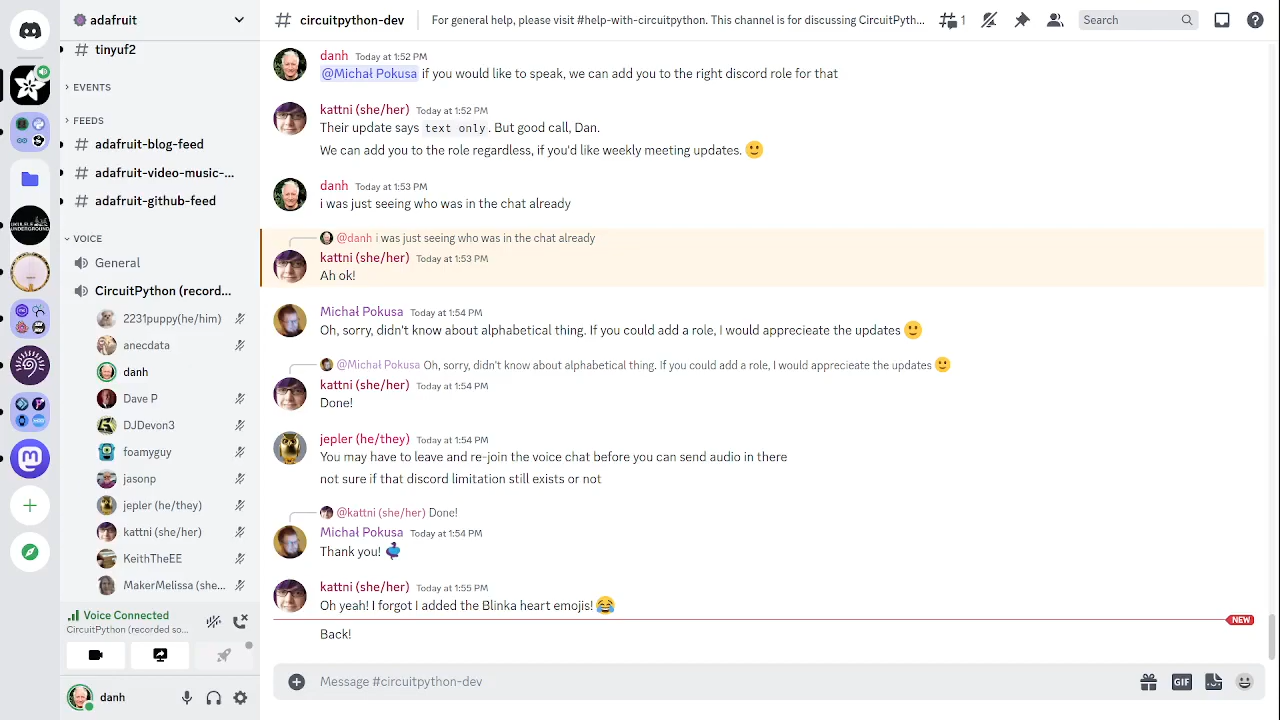 adafruit
tinyuf2
EVENTS
FEEDS
adafruit-blog-feed
adafruit-video-music-...
adafruit-github-feed
VOICE
General
CircuitPython (record...
2231puppy(he/him)
anecdata
danh
Dave P
DJDevon3
foamyguy
jasonp
jepler (he/they)
kattni (she/her)
KeithTheEE
MakerMelissa (she...
Voice Connected
CircuitPython (recorded so...
danh
UKULELE
UNDERGROUND
# circuitpython-dev
For general help, please visit #help-with-circuitpython. This channel is for discussing CircuitPyth...
1
Search
danh Today at 1:52 PM
@Michał Pokusa if you would like to speak, we can add you to the right discord role for that
kattni (she/her) Today at 1:52 PM
Their update says text only. But good call, Dan.
We can add you to the role regardless, if you'd like weekly meeting updates. 🙂
danh Today at 1:53 PM
i was just seeing who was in the chat already
@danh i was just seeing who was in the chat already
kattni (she/her) Today at 1:53 PM
Ah ok!
Michał Pokusa Today at 1:54 PM
Oh, sorry, didn't know about alphabetical thing. If you could add a role, I would apprecieate the updates 🙂
@Michał Pokusa Oh, sorry, didn't know about alphabetical thing. If you could add a role, I would apprecieate the updates 🙂
kattni (she/her) Today at 1:54 PM
Done!
jepler (he/they) Today at 1:54 PM
You may have to leave and re-join the voice chat before you can send audio in there
not sure if that discord limitation still exists or not
@kattni (she/her) Done!
Michał Pokusa Today at 1:54 PM
Thank you!
kattni (she/her) Today at 1:55 PM
Oh yeah! I forgot I added the Blinka heart emojis! 😂
NEW
Back!
Message #circuitpython-dev
GIF